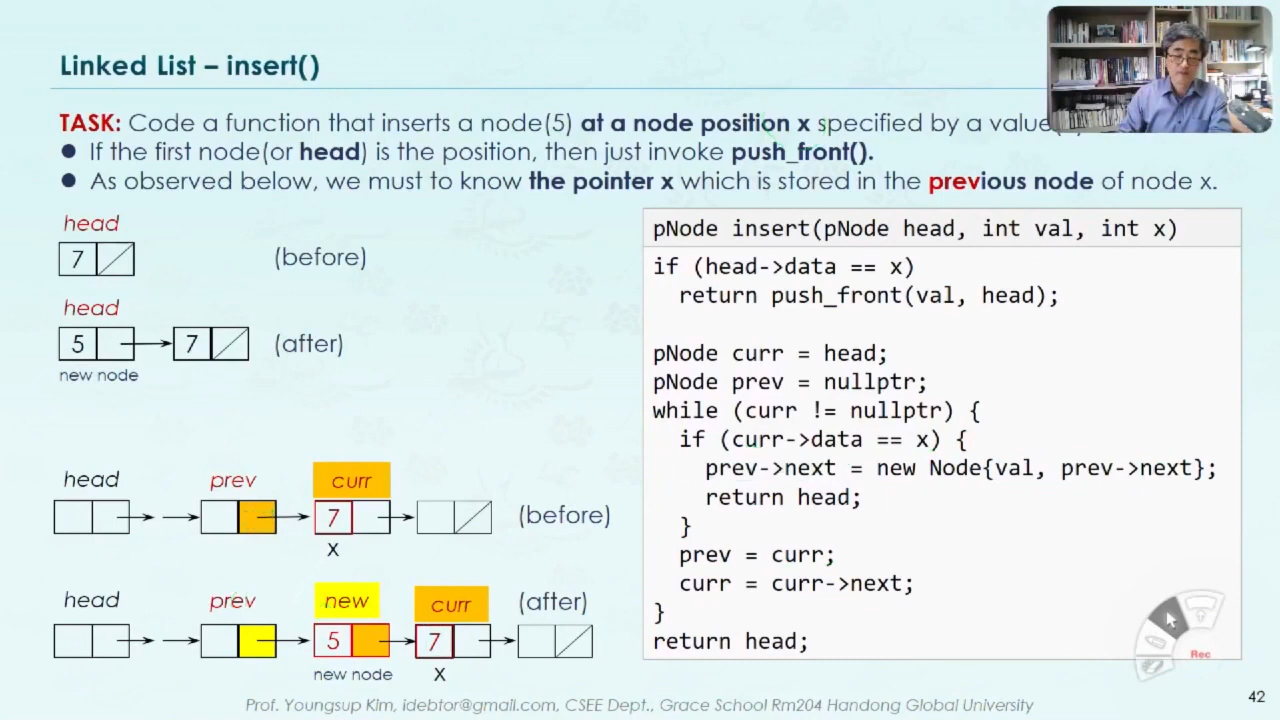 Linked List – insert()
TASK: Code a function that inserts a node(5) at a node position x specified by a value(
If the first node(or head) is the position, then just invoke push_front().
As observed below, we must to know the pointer x which is stored in the previous node of node x.
head
7
(before)
head
5
7
(after)
new node
head
prev
curr
7
(before)
x
head
prev
new
curr
(after)
5
7
new node
x
pNode insert(pNode head, int val, int x)
if (head->data == x)
return push_front(val, head);
pNode curr = head;
pNode prev = nullptr;
while (curr != nullptr) {
if (curr->data == x) {
prev->next = new Node{val, prev->next};
return head;
}
prev = curr;
curr = curr->next;
}
return head;
Rec
Prof. Youngsup Kim, idebtor@gmail.com, CSEE Dept., Grace School Rm204 Handong Global University
42